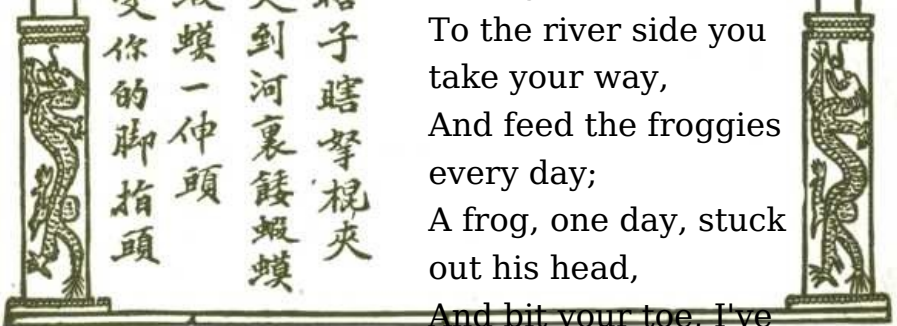 子瞎拏棍夾
天到河裏餧蝦蟆
蝦蟆一伸頭
你的脚指頭
To the river side you
take your way,
And feed the froggies
every day;
A frog, one day, stuck
out his head,
And bit your toe, I've